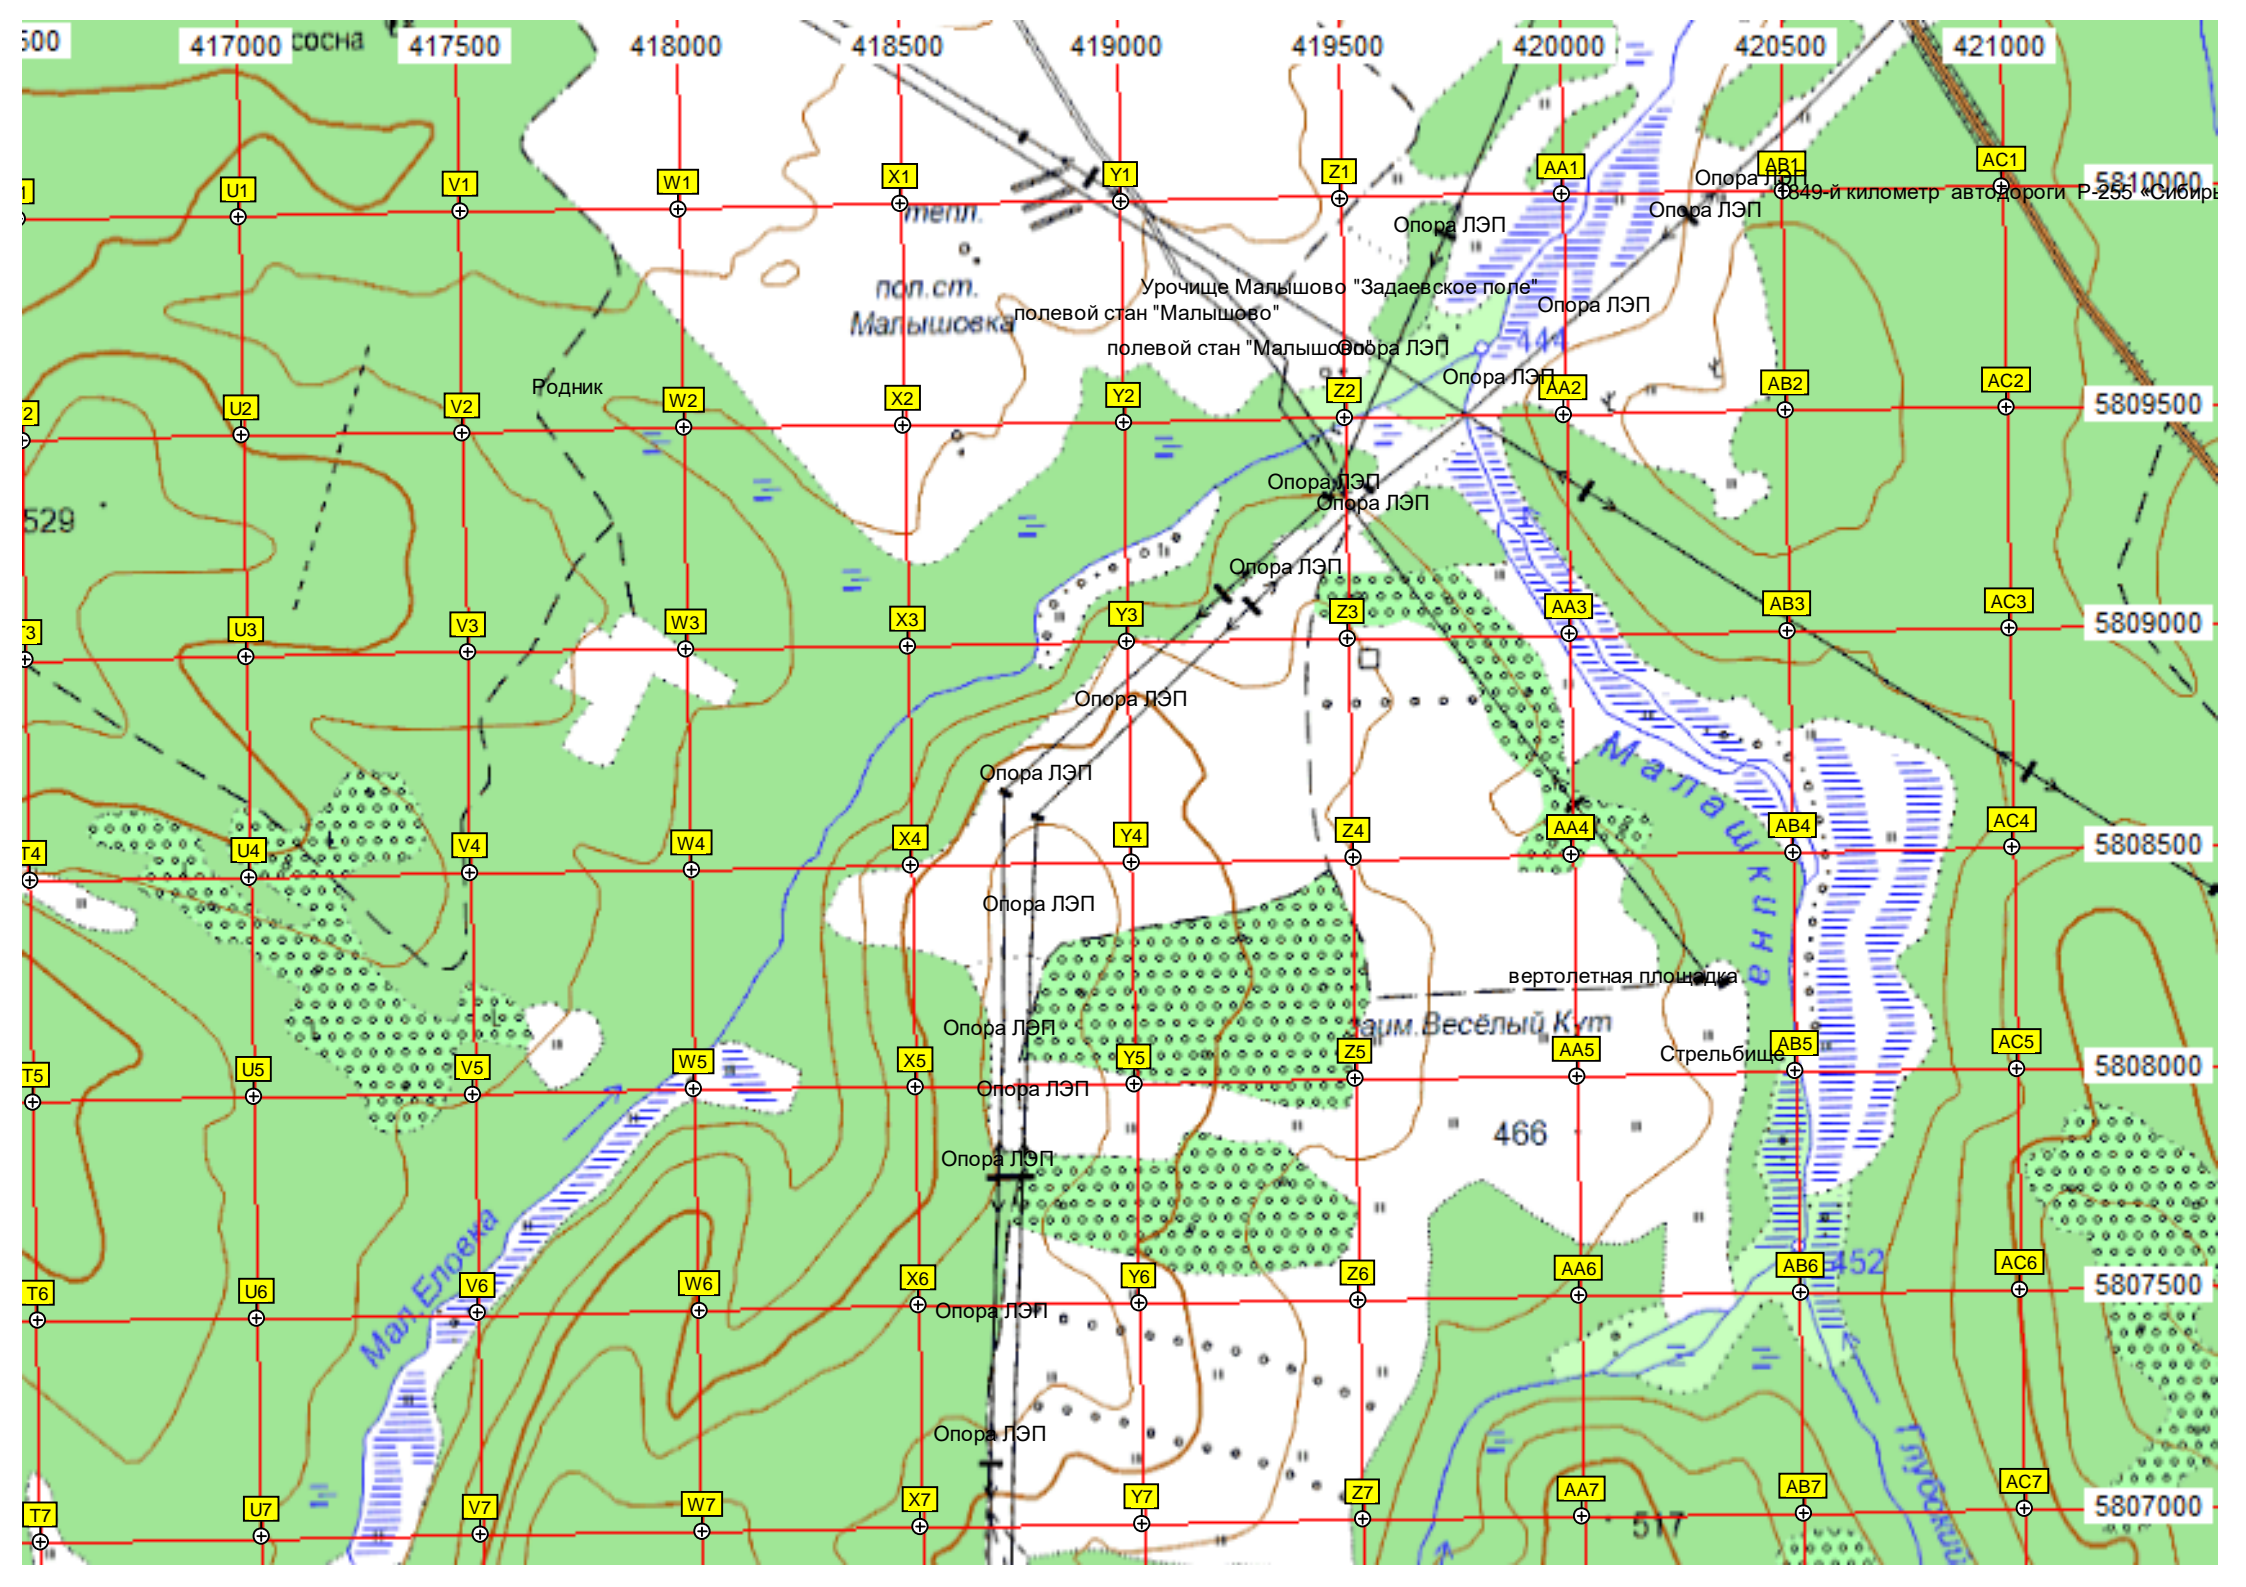 500 417000 417500 418000 418500 419000 419500 420000 420500 421000
сосна
U1 V1 W1 X1 Y1 Z1 AA1 AB1 AC1
5810000
Опора ЛЭП
1849-й километр автодороги Р-255 «Сибирь
Опора ЛЭП
тепл.
Опора ЛЭП
пол.ст.
Малышовка
Урочище Малышово "Задаевское поле"
полевой стан "Малышово"
Опора ЛЭП
444
полевой стан "Малышово"
Опора ЛЭП
Опора ЛЭП
Родник
U2 V2 W2 X2 Y2 Z2 AA2 AB2 AC2
5809500
529
Опора ЛЭП
Опора ЛЭП
Опора ЛЭП
U3 V3 W3 X3 Y3 Z3 AA3 AB3 AC3
5809000
Опора ЛЭП
Малашкина
Опора ЛЭП
T4 U4 V4 W4 X4 Y4 Z4 AA4 AB4 AC4
5808500
Опора ЛЭП
вертолетная площадка
Опора ЛЭП
заим.Весёлый Кут
Стрельбище
T5 U5 V5 W5 X5 Y5 Z5 AA5 AB5 AC5
5808000
Опора ЛЭП
466
Опора ЛЭП
Мал.Еловка
452
T6 U6 V6 W6 X6 Y6 Z6 AA6 AB6 AC6
5807500
Опора ЛЭП
Опора ЛЭП
Глубокий
T7 U7 V7 W7 X7 Y7 Z7 AA7 AB7 AC7
5807000
517